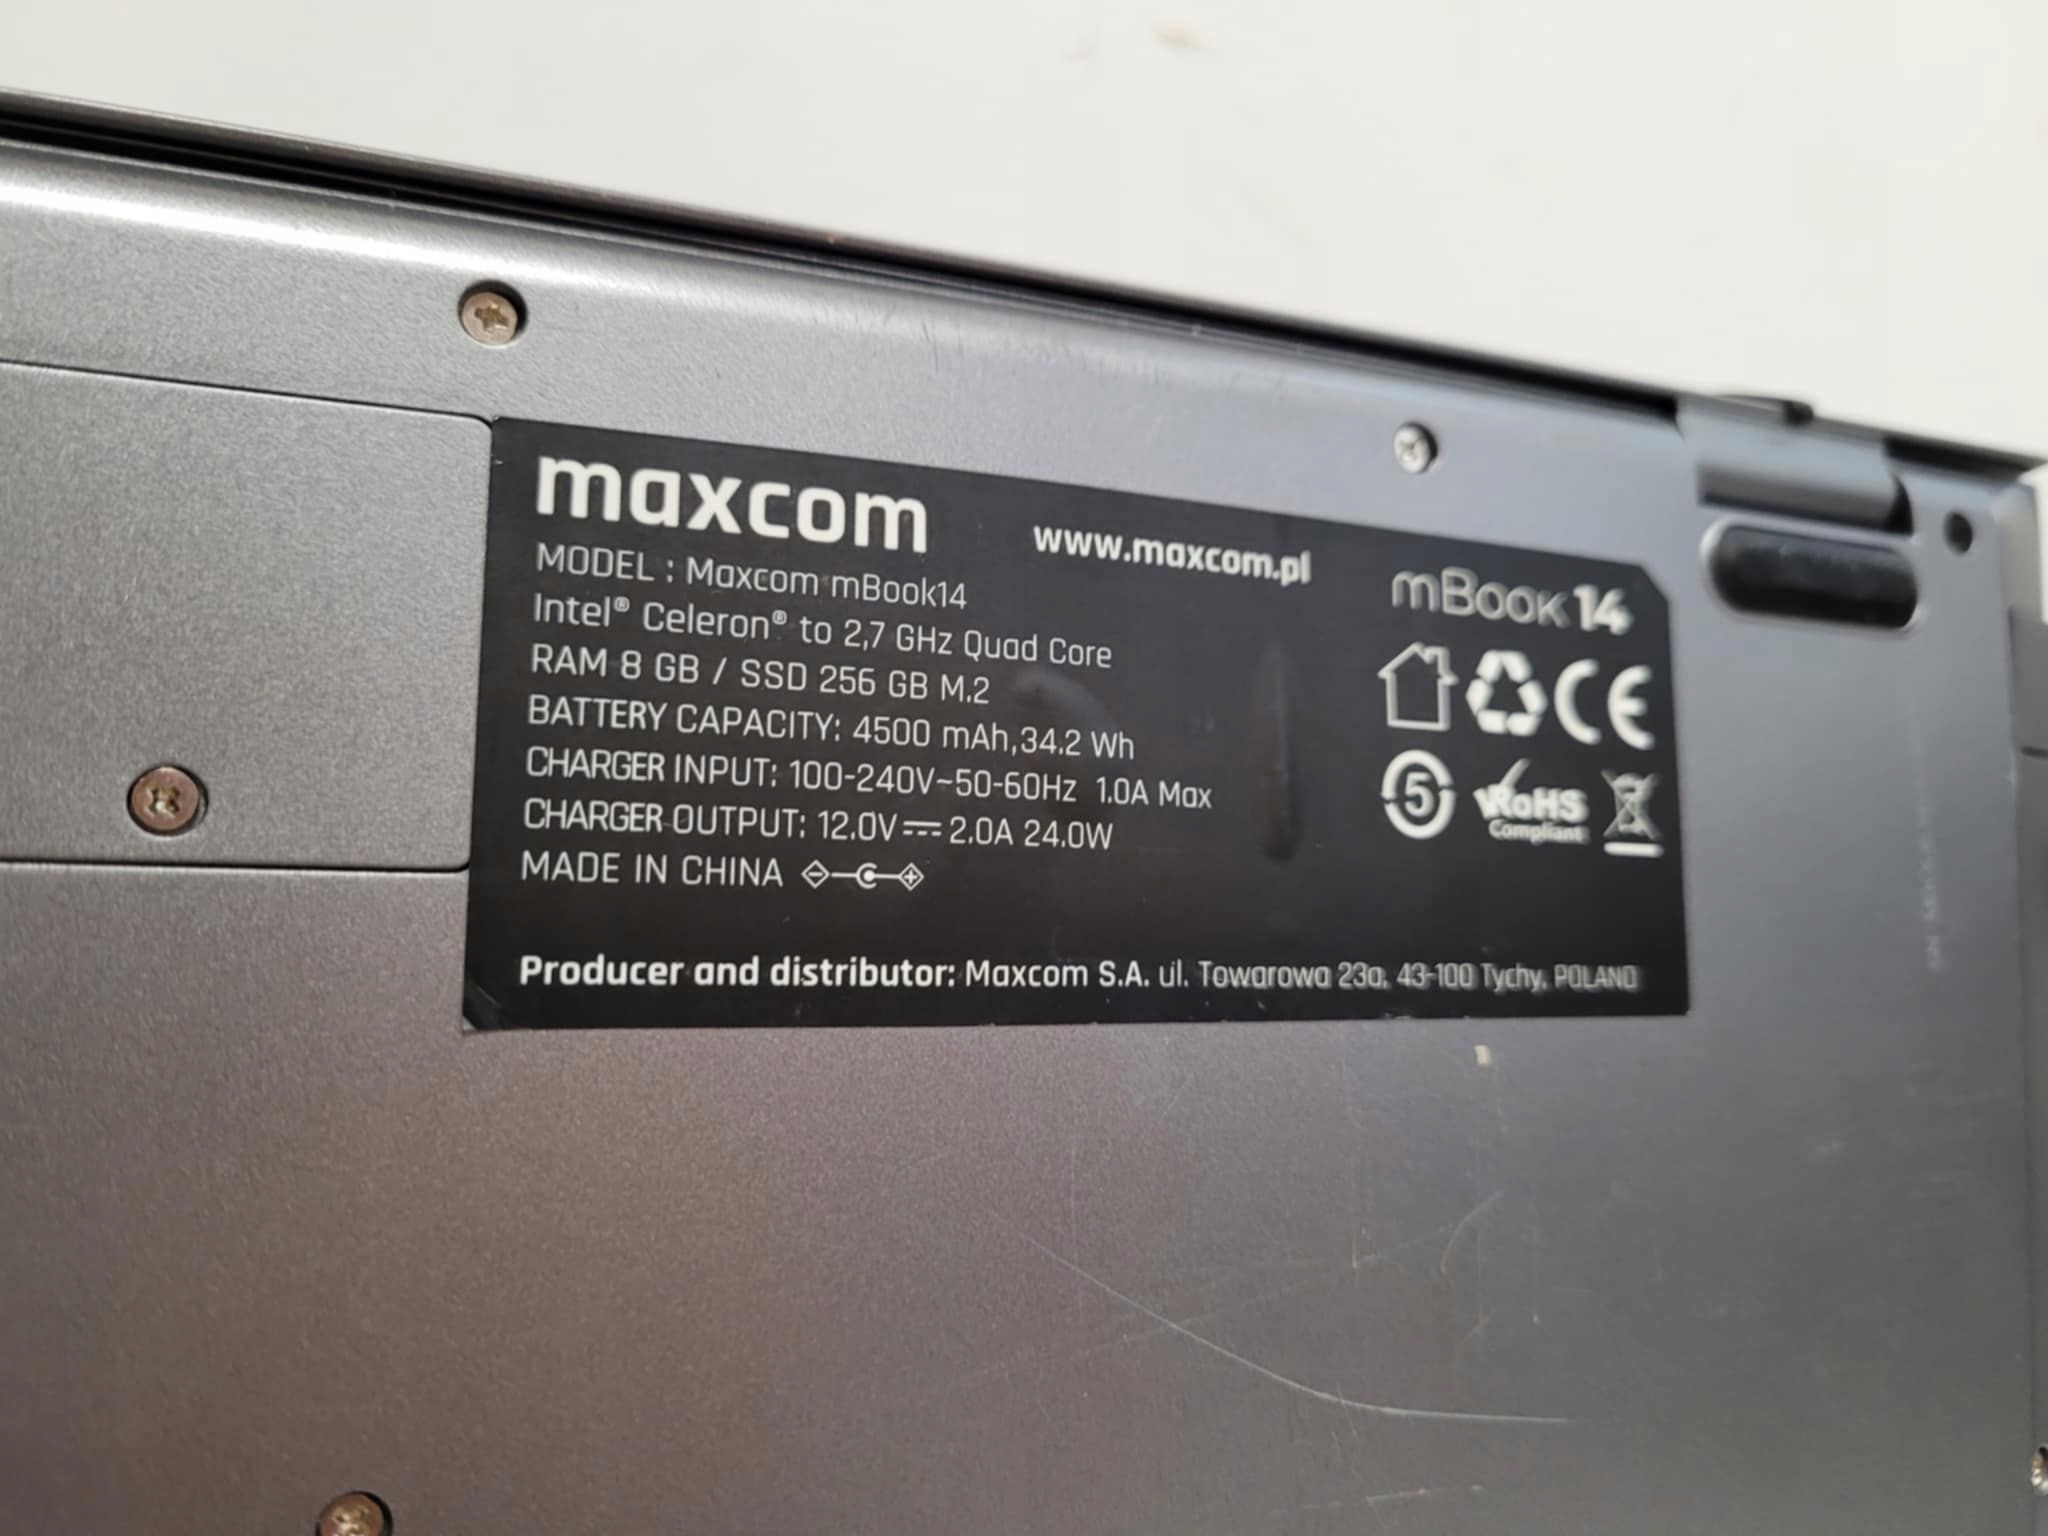 maxcom
www.maxcom.pl
MODEL : Maxcom mBook14
Intel® Celeron® to 2,7 GHz Quad Core
RAM 8 GB / SSD 256 GB M.2
BATTERY CAPACITY: 4500 mAh,34.2 Wh
CHARGER INPUT: 100-240V~50-60Hz 1.0A Max
CHARGER OUTPUT: 12.0V⎓2.0A 24.0W
MADE IN CHINA
mBook 14
CE
5
RoHS
Compliant
Producer and distributor: Maxcom S.A. ul. Towarowa 23a, 43-100 Tychy, POLAND